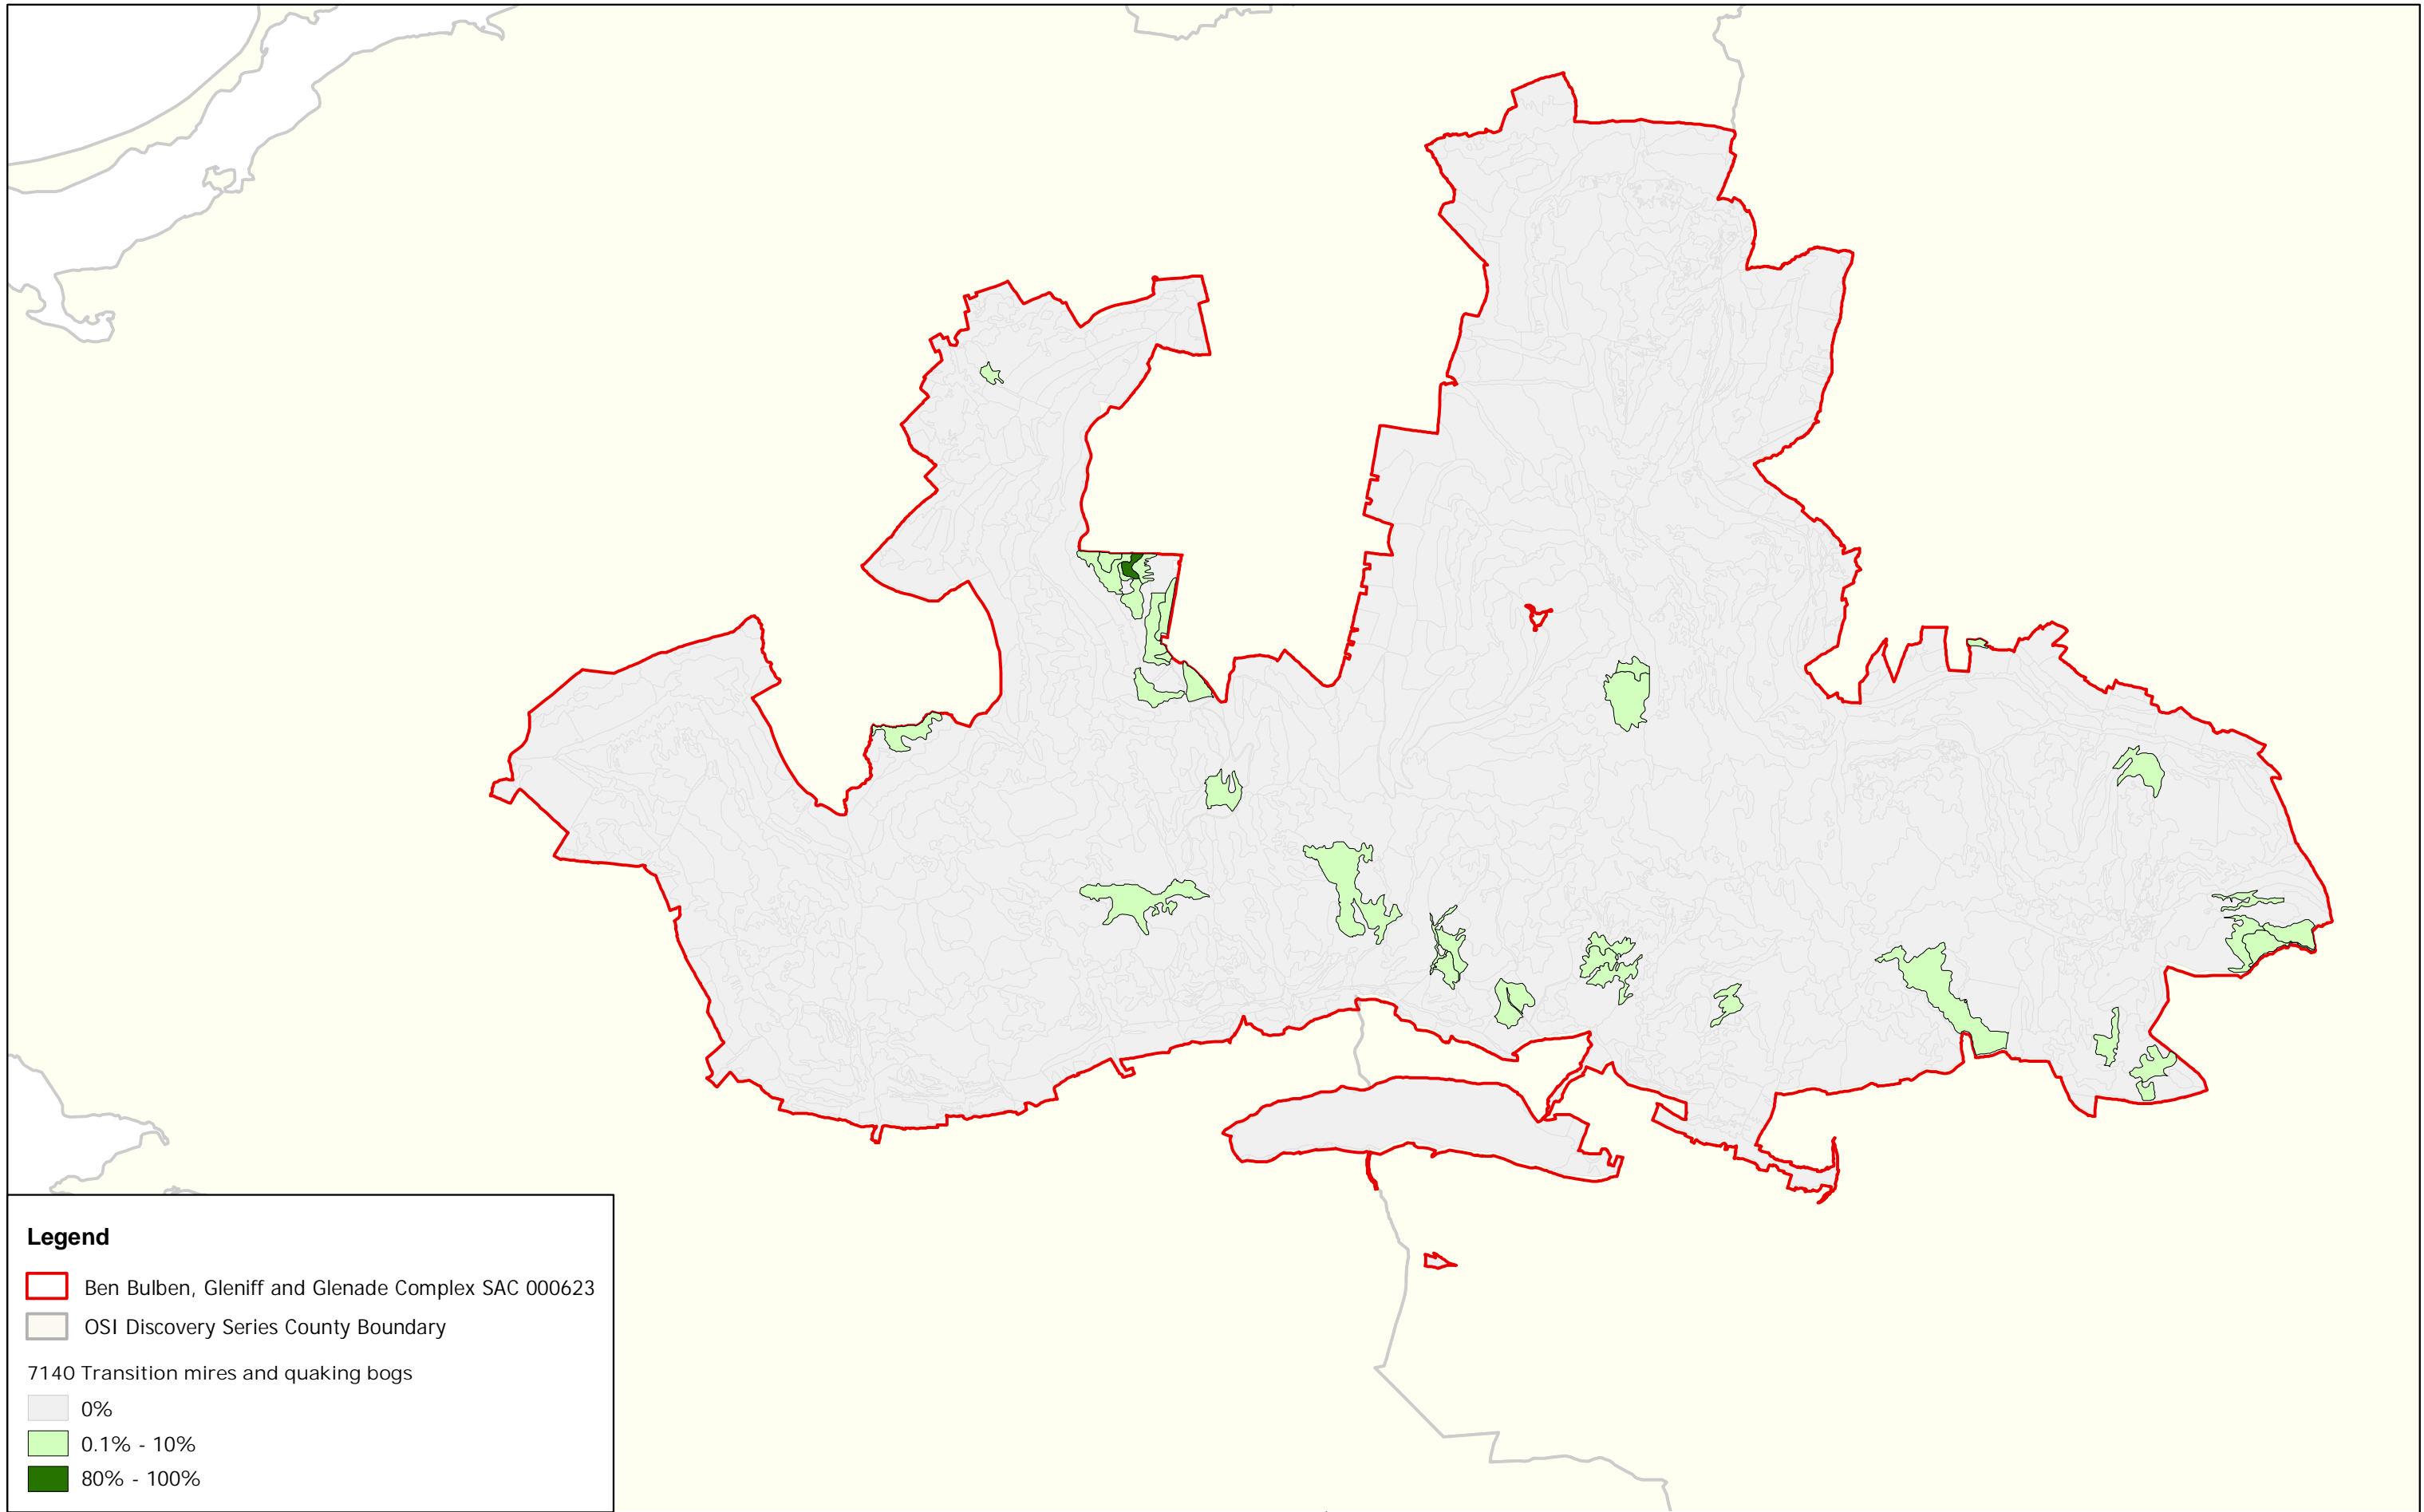 Legend
Ben Bulben, Gleniff and Glenade Complex SAC 000623
OSI Discovery Series County Boundary
7140 Transition mires and quaking bogs
0%
0.1% - 10%
80% - 100%